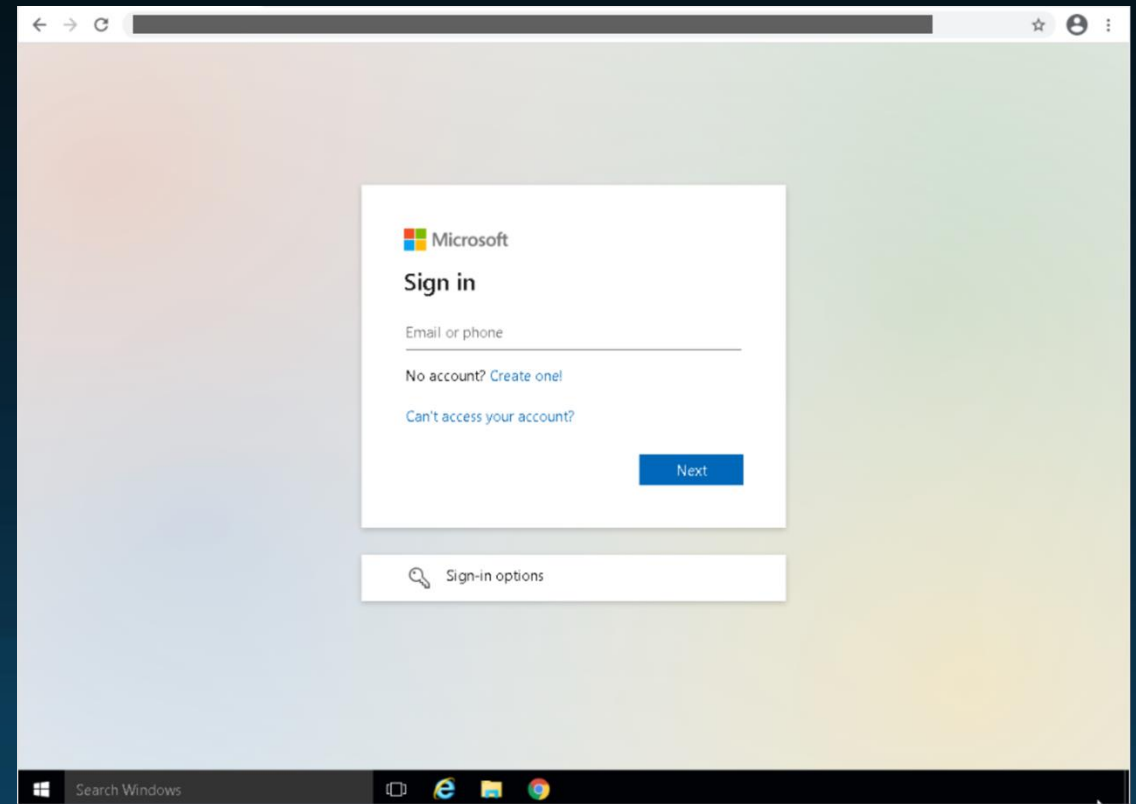 Microsoft
Sign in
Email or phone
No account? Create one!
Can't access your account?
Next
Sign-in options
Search Windows